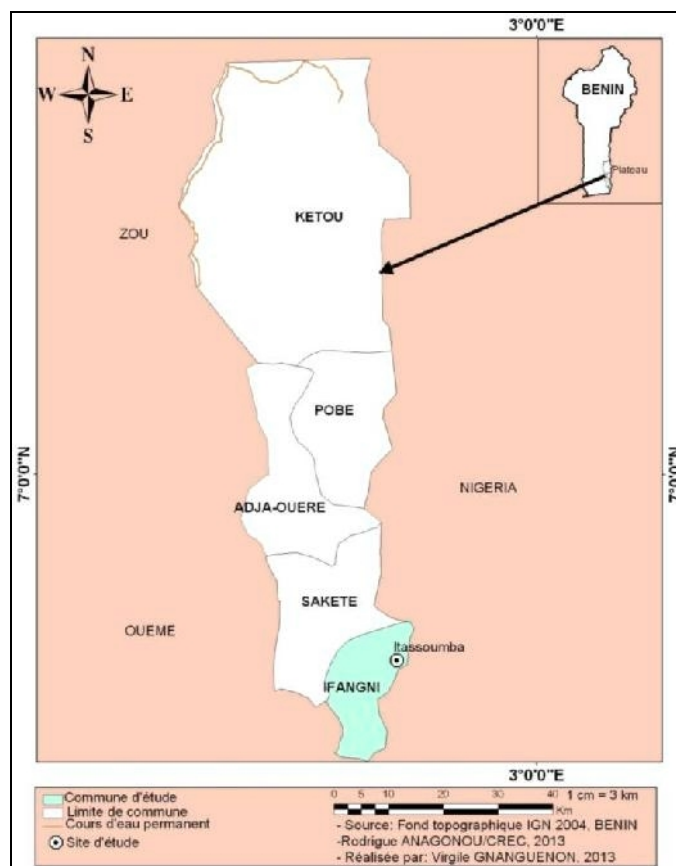 3°0'0"E
N
W E
S
BENIN
Plateau
KETOU
ZOU
POBE
7°0'0"N
7°0'0"N
NIGERIA
ADJA-OUERE
SAKETE
OUEME
Itassoumba
IFANGNI
3°0'0"E
Commune d'étude
Limite de commune
Cours d'eau permanent
Site d'étude
0 5 10 20 30 40 1 cm = 3 km
Km
- Source: Fond topographique IGN 2004, BENIN
-Rodrigue ANAGONOU/CREC, 2013
- Réalisée par: Virgile GNANGUENON, 2013